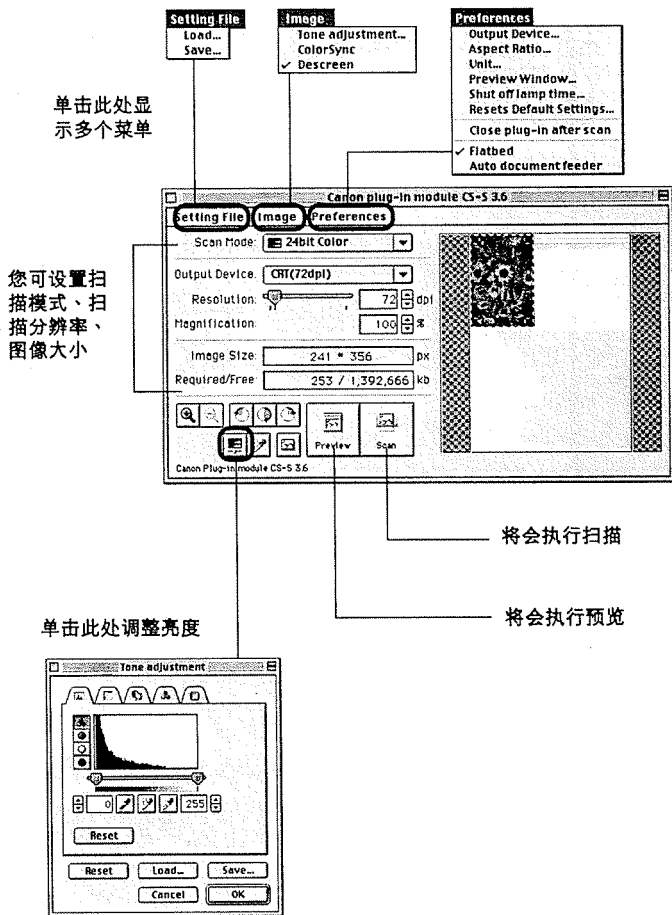 Setting File
Load...
Save...
Image
Tone adjustment...
ColorSync
✓ Descreen
Preferences
Output Device...
Aspect Ratio...
Unit...
Preview Window...
Shut off lamp time...
Resets Default Settings...
Close plug-in after scan
✓ Flatbed
Auto document feeder
单击此处显
示多个菜单
Canon plug-in module CS-S 3.6
Setting File Image Preferences
Scan Mode: 24bit Color
Output Device: CRT(72dpi)
Resolution: 72 dpi
Magnification: 100 %
Image Size: 241 * 356 px
Required/Free: 253 / 1,392,666 kb
Preview Scan
Canon Plug-in module CS-S 3.6
您可设置扫
描模式、扫
描分辨率、
图像大小
将会执行扫描
将会执行预览
单击此处调整亮度
Tone adjustment
0 255
Reset
Reset Load... Save...
Cancel OK